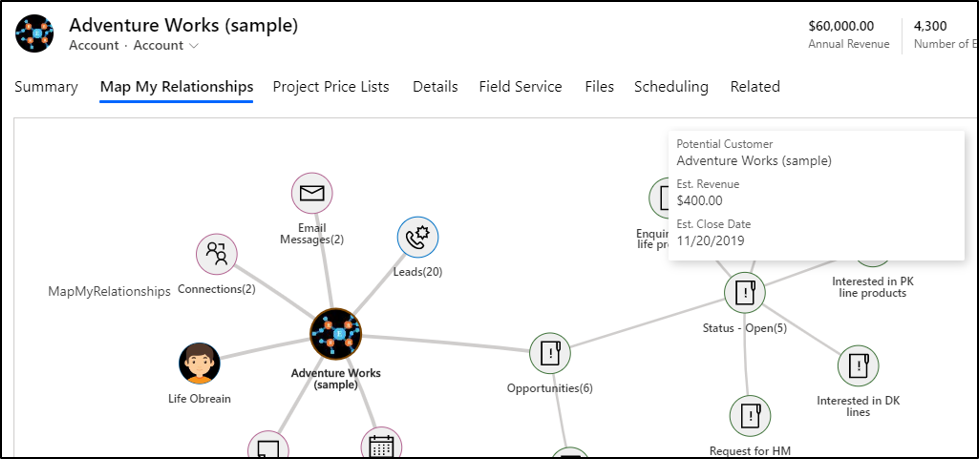 Adventure Works (sample)
Account · Account
$60,000.00
Annual Revenue
4,300
Number of E
Summary
Map My Relationships
Project Price Lists
Details
Field Service
Files
Scheduling
Related
Potential Customer
Adventure Works (sample)
Est. Revenue
$400.00
Est. Close Date
11/20/2019
Email
Messages(2)
Leads(20)
Connections(2)
MapMyRelationships
Enqui
life pr
Interested in PK
line products
Status - Open(5)
Adventure Works
(sample)
Life Obreain
Opportunities(6)
Interested in DK
lines
Request for HM